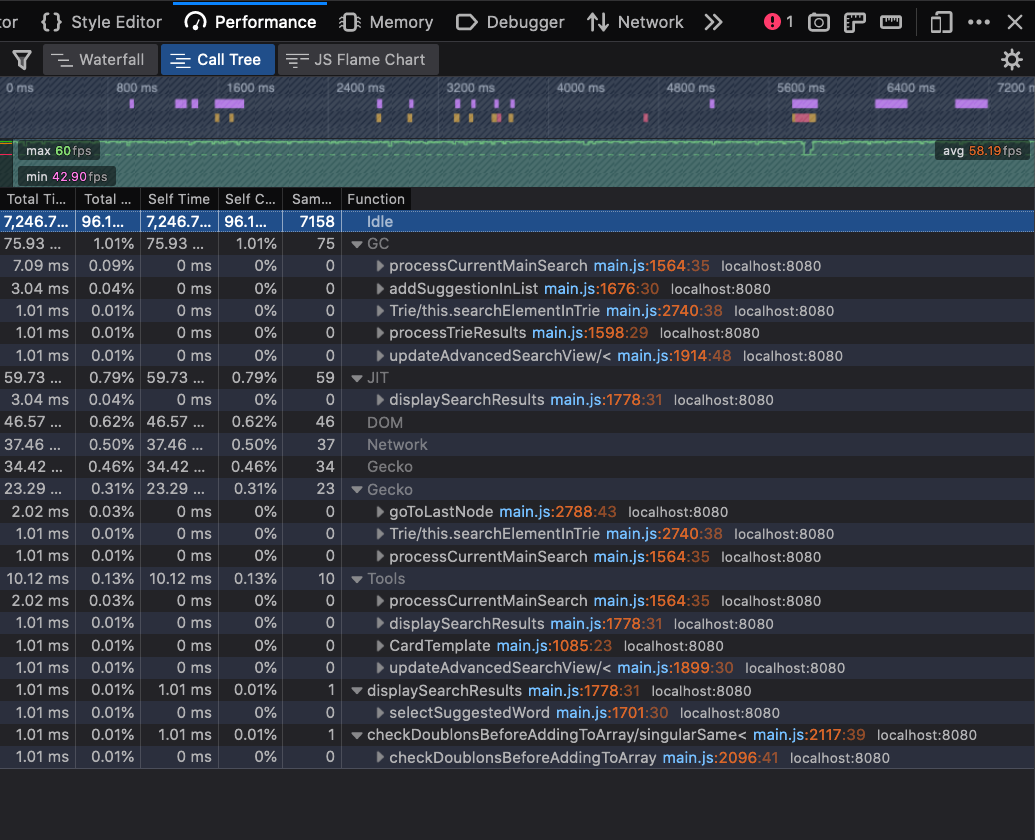 or Style Editor Performance Memory Debugger Network 1
Waterfall Call Tree JS Flame Chart
0 ms 800 ms 1600 ms 2400 ms 3200 ms 4000 ms 4800 ms 5600 ms 6400 ms 7200 m
max 60fps avg 58.19fps
min 42.90fps
Total Ti... Total ... Self Time Self C... Sam... Function
7,246.7... 96.1... 7,246.7... 96.1... 7158 Idle
75.93 ... 1.01% 75.93 ... 1.01% 75 GC
7.09 ms 0.09% 0 ms 0% 0 processCurrentMainSearch main.js:1564:35 localhost:8080
3.04 ms 0.04% 0 ms 0% 0 addSuggestionInList main.js:1676:30 localhost:8080
1.01 ms 0.01% 0 ms 0% 0 Trie/this.searchElementInTrie main.js:2740:38 localhost:8080
1.01 ms 0.01% 0 ms 0% 0 processTrieResults main.js:1598:29 localhost:8080
1.01 ms 0.01% 0 ms 0% 0 updateAdvancedSearchView/< main.js:1914:48 localhost:8080
59.73 ... 0.79% 59.73 ... 0.79% 59 JIT
3.04 ms 0.04% 0 ms 0% 0 displaySearchResults main.js:1778:31 localhost:8080
46.57 ... 0.62% 46.57 ... 0.62% 46 DOM
37.46 ... 0.50% 37.46 ... 0.50% 37 Network
34.42 ... 0.46% 34.42 ... 0.46% 34 Gecko
23.29 ... 0.31% 23.29 ... 0.31% 23 Gecko
2.02 ms 0.03% 0 ms 0% 0 goToLastNode main.js:2788:43 localhost:8080
1.01 ms 0.01% 0 ms 0% 0 Trie/this.searchElementInTrie main.js:2740:38 localhost:8080
1.01 ms 0.01% 0 ms 0% 0 processCurrentMainSearch main.js:1564:35 localhost:8080
10.12 ms 0.13% 10.12 ms 0.13% 10 Tools
2.02 ms 0.03% 0 ms 0% 0 processCurrentMainSearch main.js:1564:35 localhost:8080
1.01 ms 0.01% 0 ms 0% 0 displaySearchResults main.js:1778:31 localhost:8080
1.01 ms 0.01% 0 ms 0% 0 CardTemplate main.js:1085:23 localhost:8080
1.01 ms 0.01% 0 ms 0% 0 updateAdvancedSearchView/< main.js:1899:30 localhost:8080
1.01 ms 0.01% 1.01 ms 0.01% 1 displaySearchResults main.js:1778:31 localhost:8080
1.01 ms 0.01% 0 ms 0% 0 selectSuggestedWord main.js:1701:30 localhost:8080
1.01 ms 0.01% 1.01 ms 0.01% 1 checkDoublonsBeforeAddingToArray/singularSame< main.js:2117:39 localhost:8080
1.01 ms 0.01% 0 ms 0% 0 checkDoublonsBeforeAddingToArray main.js:2096:41 localhost:8080